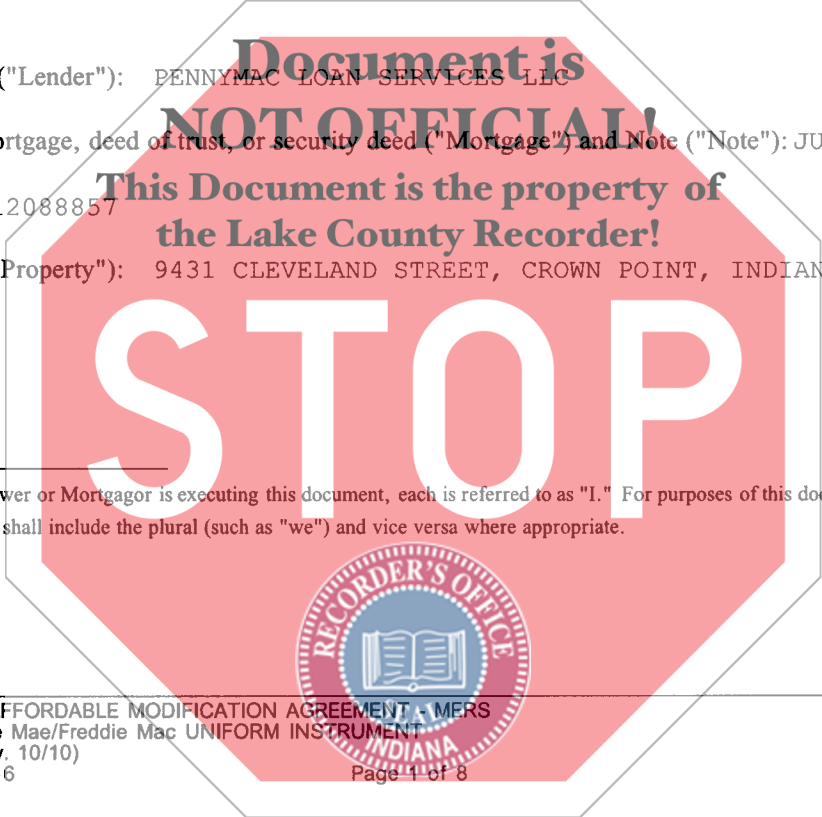 Document is
("Lender"): PENNYMAC LOAN SERVICES LLC
NOT OFFICIAL!
rtgage, deed of trust, or security deed ("Mortgage") and Note ("Note"): JU
This Document is the property of
12088857
the Lake County Recorder!
Property"): 9431 CLEVELAND STREET, CROWN POINT, INDIAN
STOP
wer or Mortgagor is executing this document, each is referred to as "I." For purposes of this doc
shall include the plural (such as "we") and vice versa where appropriate.
RECORDER'S OFFICE
INDIANA
FFORDABLE MODIFICATION AGREEMENT - MERS
Mae/Freddie Mac UNIFORM INSTRUMENT
. 10/10)
6 Page 1 of 8